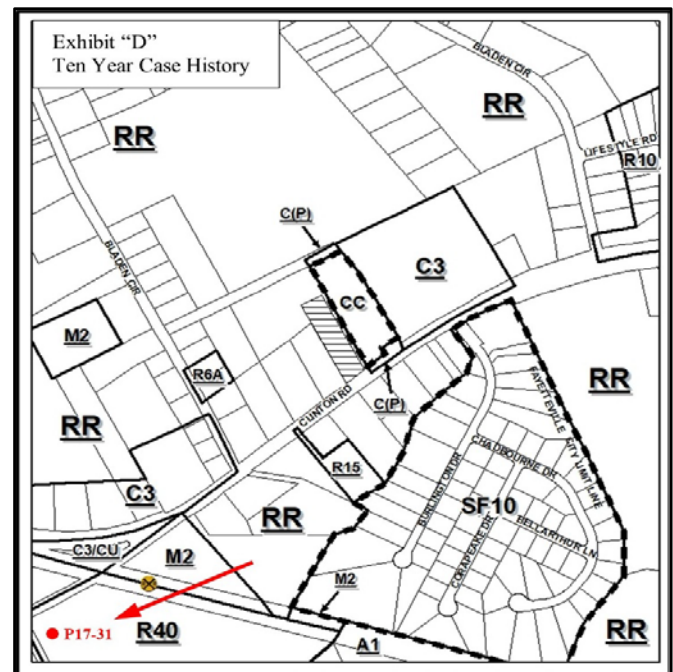 Exhibit “D”
Ten Year Case History
BLADEN CIR
RR
RR
LIFESTYLE RD
R10
C(P)
BLADEN CIR
C3
CC
M2
R6A
CLINTON RD
C(P)
RR
RR
FAYETTEVILLE CITY LIMIT LINE
C3
R15
BURLINGTON DR
CHADBOURNE DR
SF10
RR
CORAPEAKE DR
BELLARTHUR LN
C3/CU
M2
M2
P17-31
R40
A1
RR